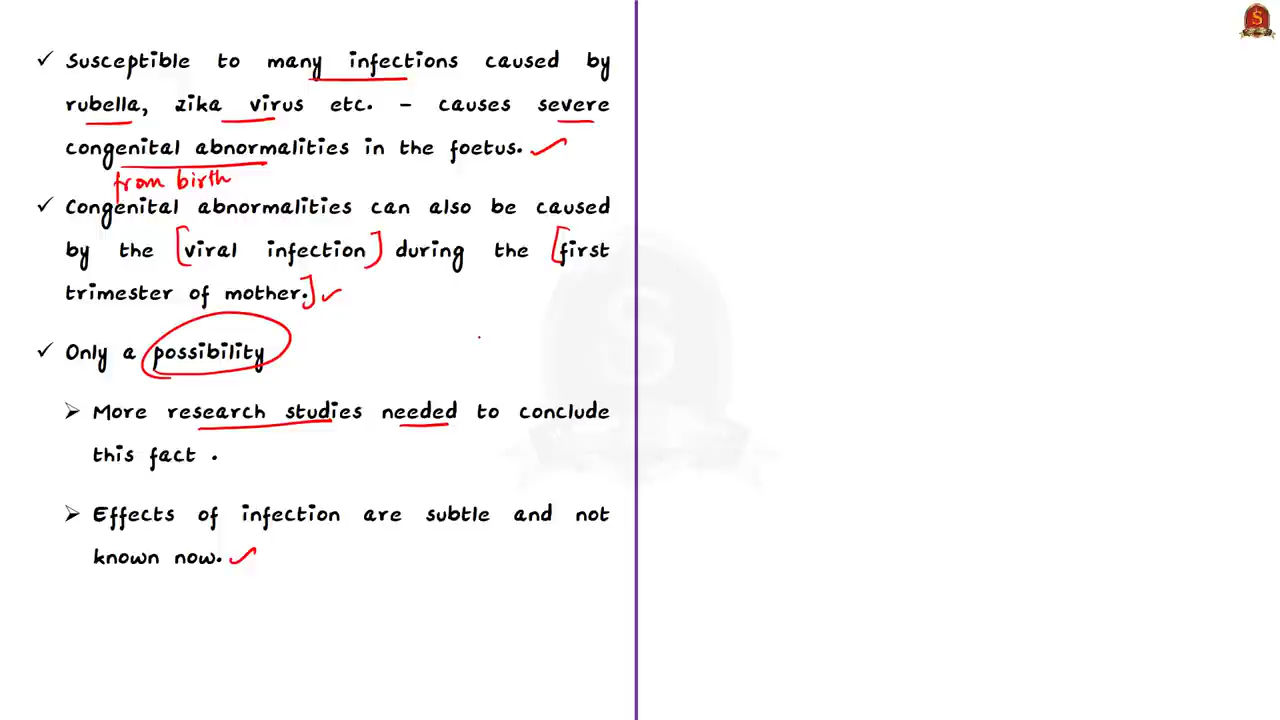 ✓ Susceptible to many infections caused by
rubella, zika virus etc. – causes severe
congenital abnormalities in the foetus.
from birth
✓ Congenital abnormalities can also be caused
by the [viral infection] during the [first
trimester of mother.]
✓ Only a possibility
➢ More research studies needed to conclude
this fact .
➢ Effects of infection are subtle and not
known now.
S